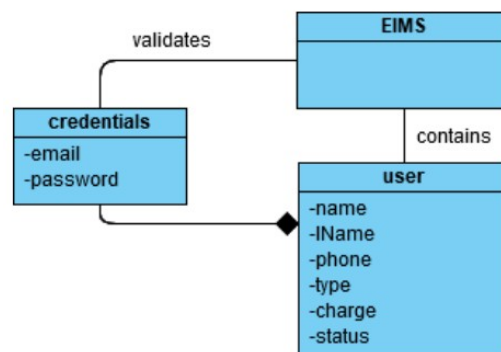 validates
EIMS
credentials
-email
-password
contains
user
-name
-lName
-phone
-type
-charge
-status